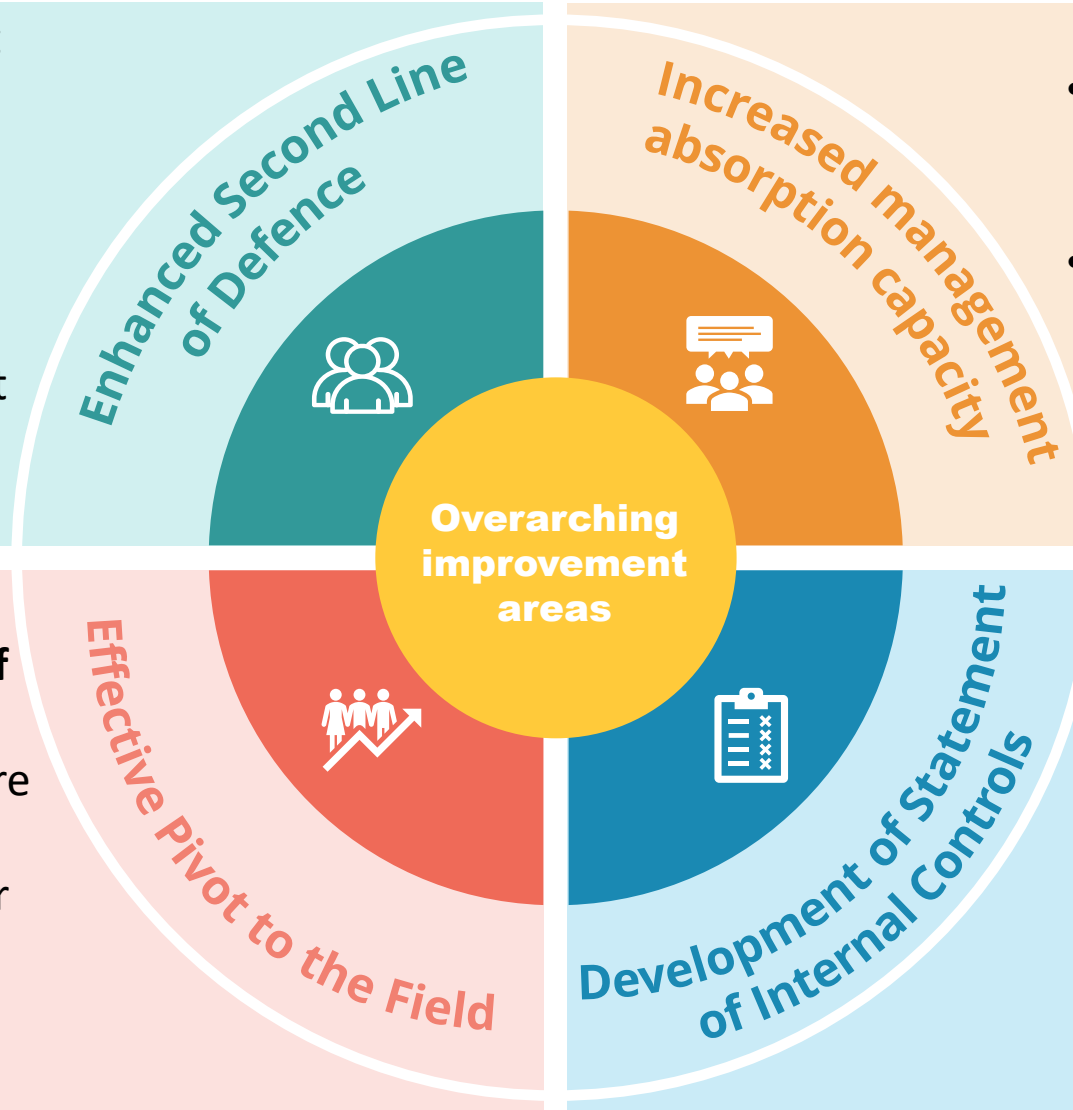 Enhanced Second Line
of Defence
Increased management
absorption capacity
•
•
t
Overarching
improvement
areas
f
re
r
Effective Pivot to the Field
Development of Statement
of Internal Controls